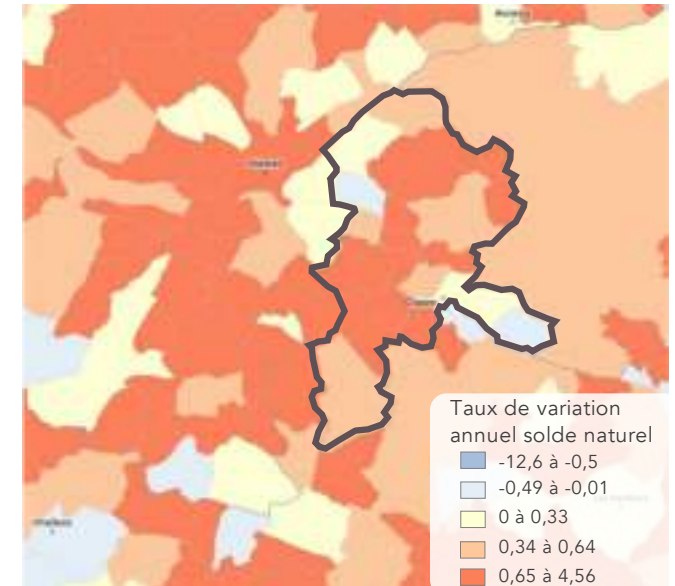 Taux de variation
annuel solde naturel
-12,6 à -0,5
-0,49 à -0,01
0 à 0,33
0,34 à 0,64
0,65 à 4,56